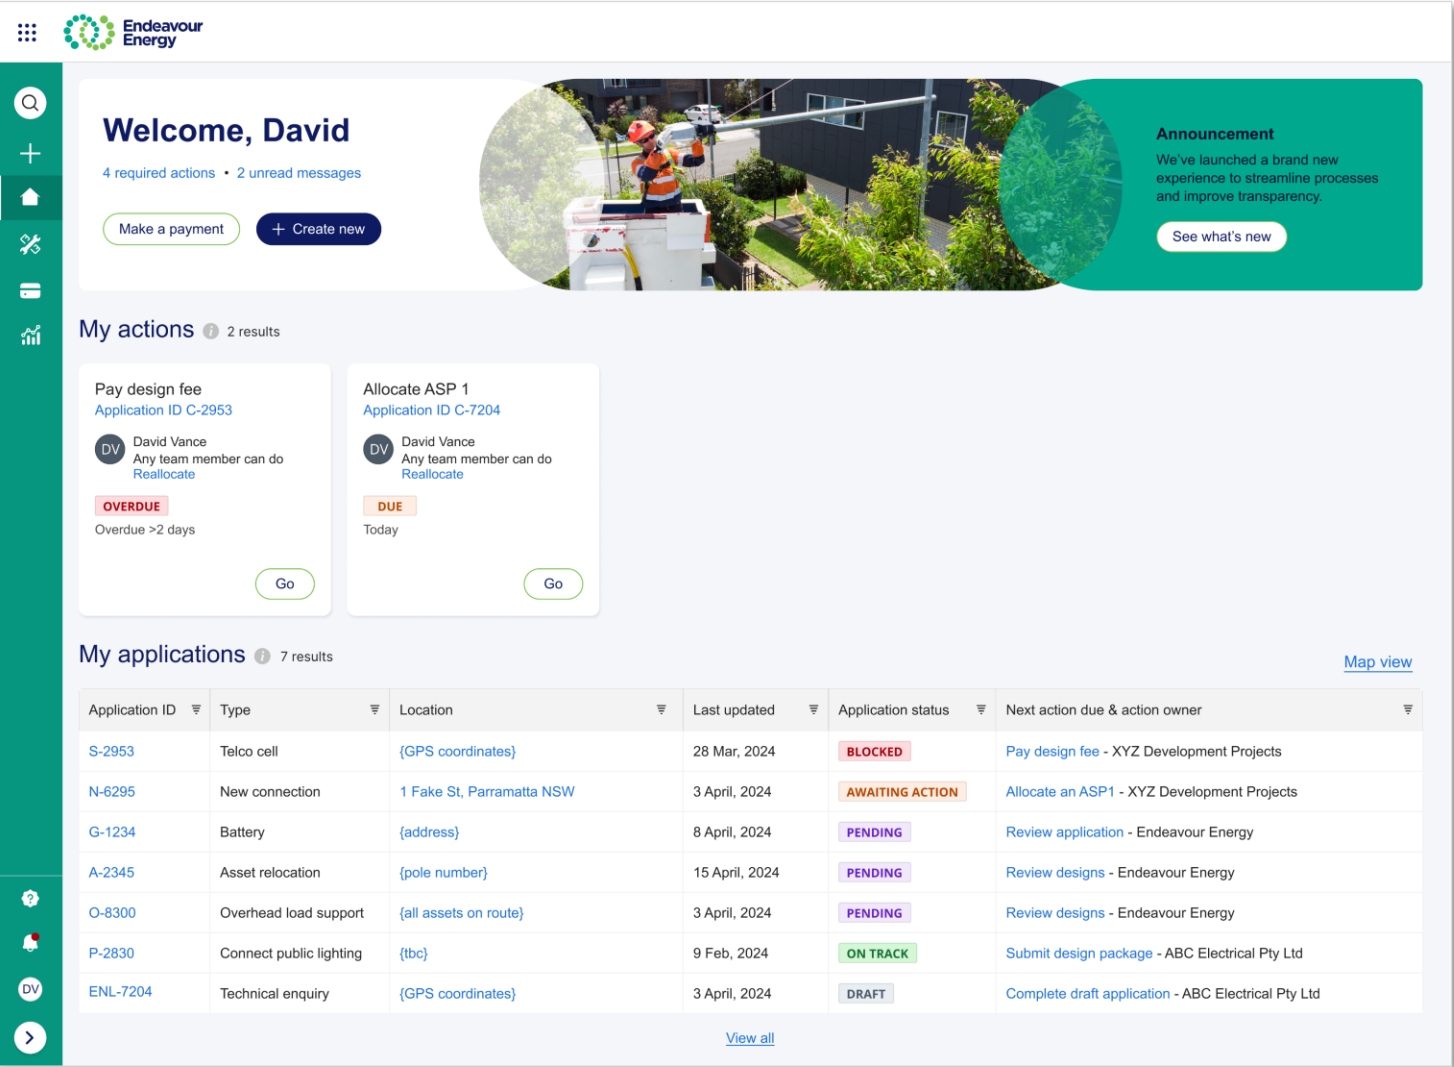 Endeavour
Energy
Welcome, David
4 required actions • 2 unread messages
Make a payment
+ Create new
Announcement
We've launched a brand new
experience to streamline processes
and improve transparency.
See what's new
My actions i 2 results
Pay design fee
Application ID C-2953
DV
David Vance
Any team member can do
Reallocate
OVERDUE
Overdue >2 days
Go
Allocate ASP 1
Application ID C-7204
DV
David Vance
Any team member can do
Reallocate
DUE
Today
Go
My applications i 7 results
Map view
Application ID Type Location Last updated Application status Next action due & action owner
S-2953 Telco cell {GPS coordinates} 28 Mar, 2024 BLOCKED Pay design fee - XYZ Development Projects
N-6295 New connection 1 Fake St, Parramatta NSW 3 April, 2024 AWAITING ACTION Allocate an ASP1 - XYZ Development Projects
G-1234 Battery {address} 8 April, 2024 PENDING Review application - Endeavour Energy
A-2345 Asset relocation {pole number} 15 April, 2024 PENDING Review designs - Endeavour Energy
O-8300 Overhead load support {all assets on route} 3 April, 2024 PENDING Review designs - Endeavour Energy
P-2830 Connect public lighting {tbc} 9 Feb, 2024 ON TRACK Submit design package - ABC Electrical Pty Ltd
ENL-7204 Technical enquiry {GPS coordinates} 3 April, 2024 DRAFT Complete draft application - ABC Electrical Pty Ltd
View all
?
DV